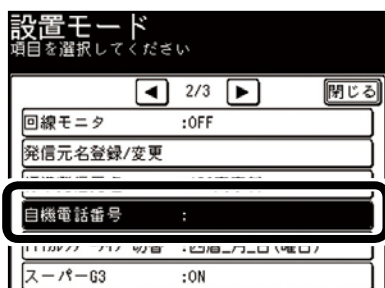 設置モード
項目を選択してください
◀ 2/3 ▶ 閉じる
回線モニタ :OFF
発信元名登録/変更
自機電話番号 :
スーパーG3 :ON